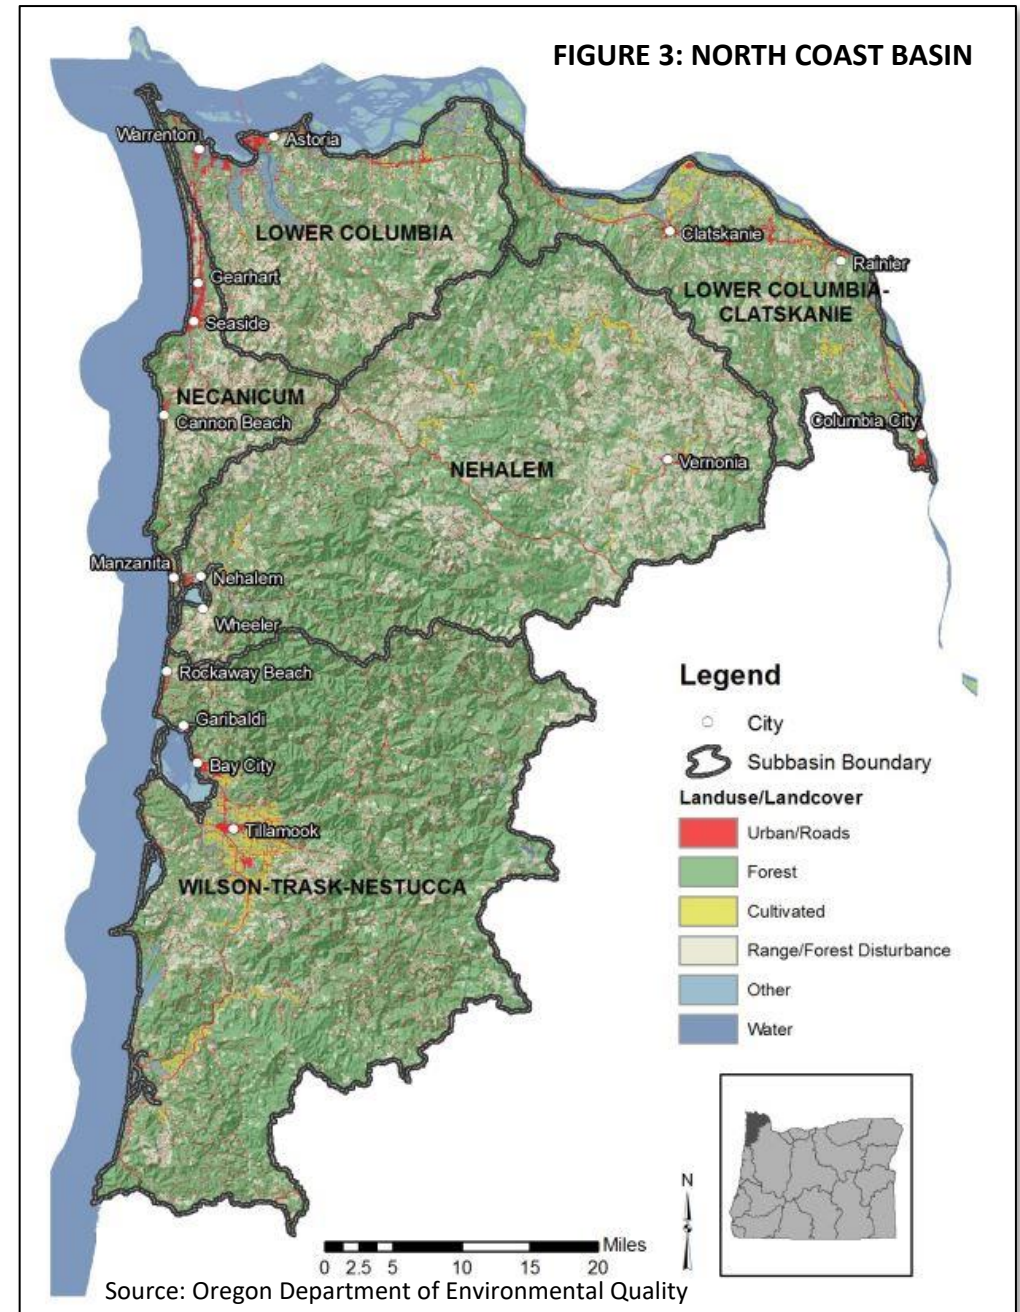 FIGURE 3: NORTH COAST BASIN
Warrenton
Astoria
LOWER COLUMBIA
Clatskanie
Rainier
Gearhart
LOWER COLUMBIA-
CLATSKANIE
Seaside
NECANICUM
Cannon Beach
Columbia City
NEHALEM
Vernonia
Manzanita
Nehalem
Wheeler
Rockaway Beach
Garibaldi
Bay City
Tillamook
WILSON-TRASK-NESTUCCA
Legend
City
Subbasin Boundary
Landuse/Landcover
Urban/Roads
Forest
Cultivated
Range/Forest Disturbance
Other
Water
N
Miles
0 2.5 5 10 15 20
Source: Oregon Department of Environmental Quality